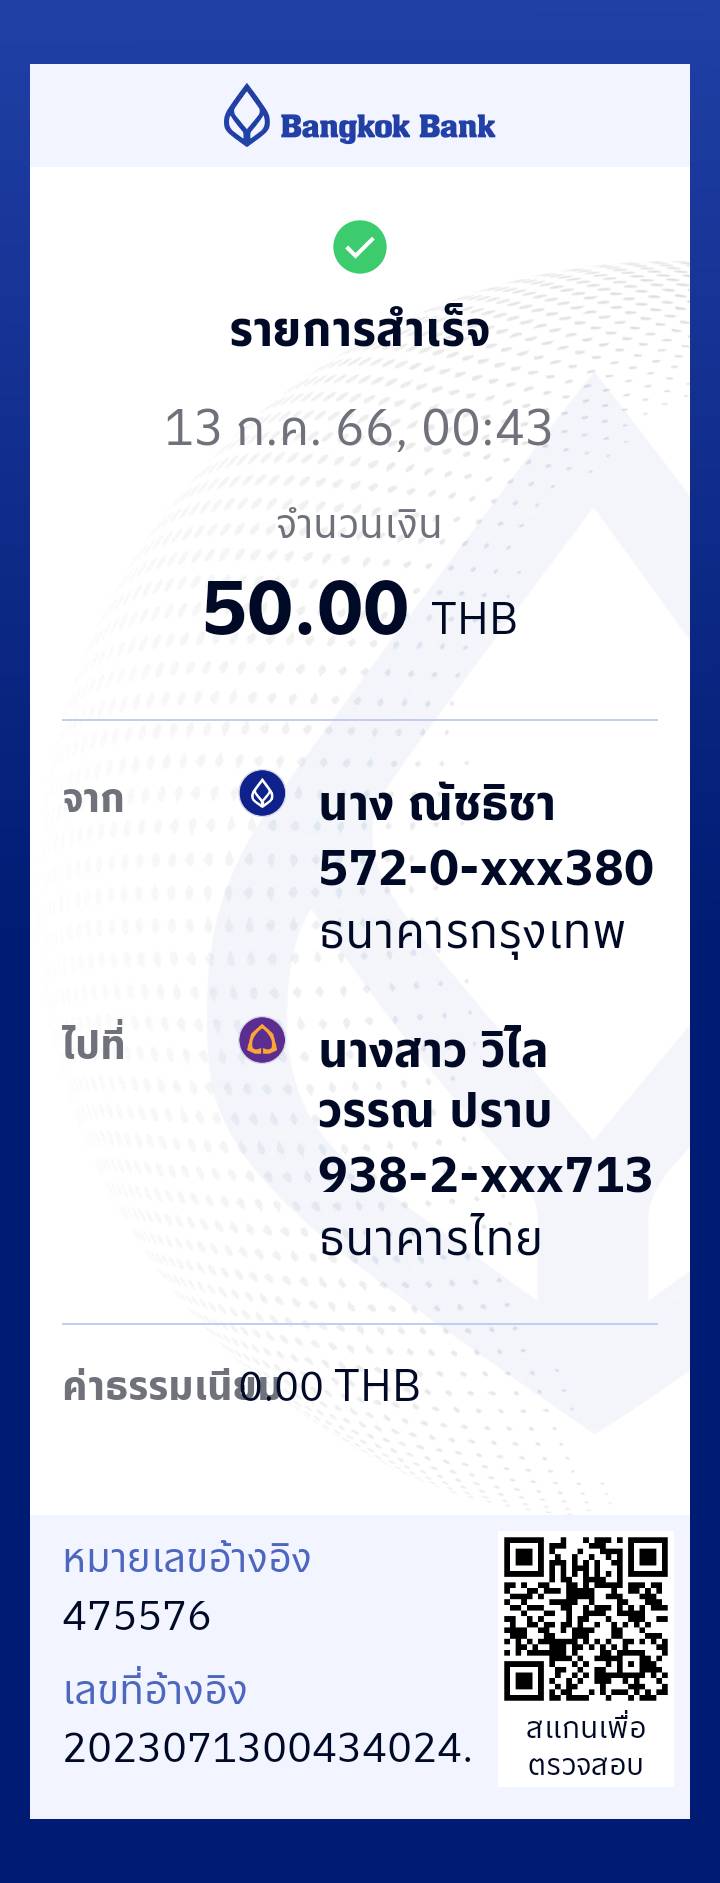 Bangkok Bank
รายการสำเร็จ
13 ก.ค. 66, 00:43
จำนวนเงิน
50.00 THB
จาก
นาง ณัชธิชา
572-0-xxx380
ธนาคารกรุงเทพ
ไปที่
นางสาว วิไล
วรรณ ปราบ
938-2-xxx713
ธนาคารไทย
ค่าธรรมเนียม 0.00 THB
หมายเลขอ้างอิง
475576
เลขที่อ้างอิง
2023071300434024.
สแกนเพื่อ
ตรวจสอบ